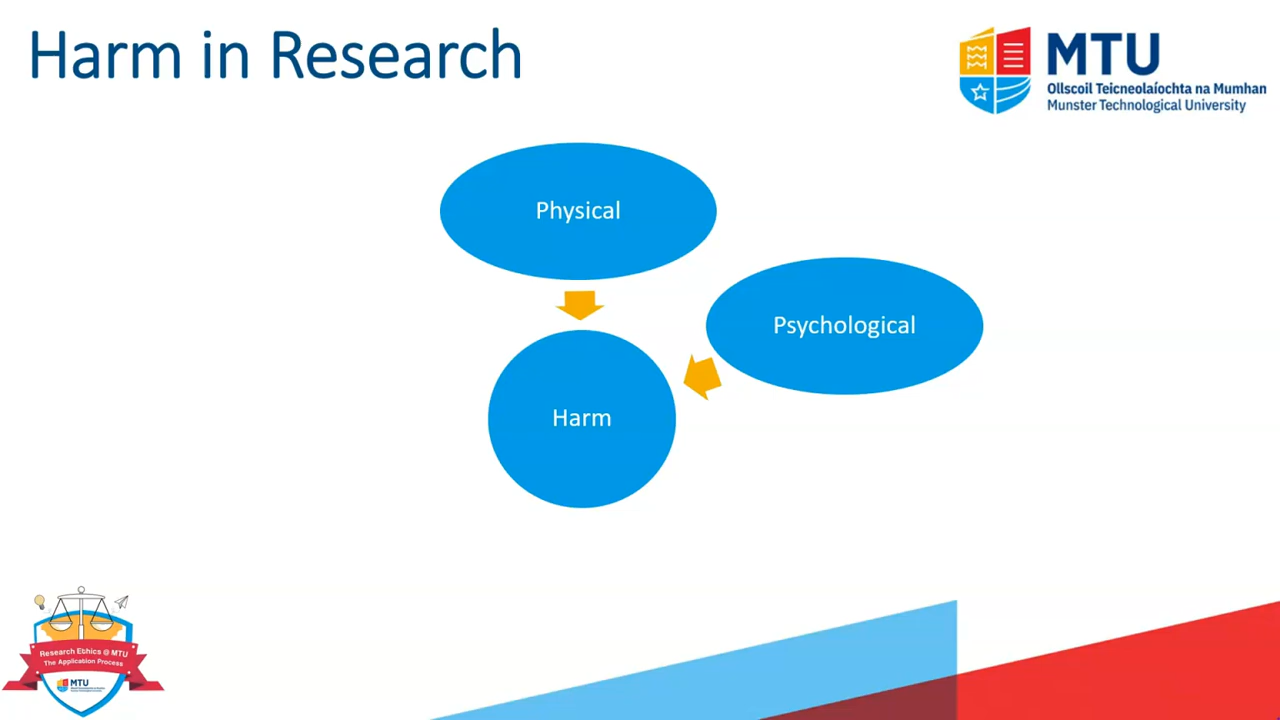 Harm in Research
MTU
Ollscoil Teicneolaíochta na Mumhan
Munster Technological University
Physical
Psychological
Harm
Research Ethics @ MTU
The Application Process
MTU